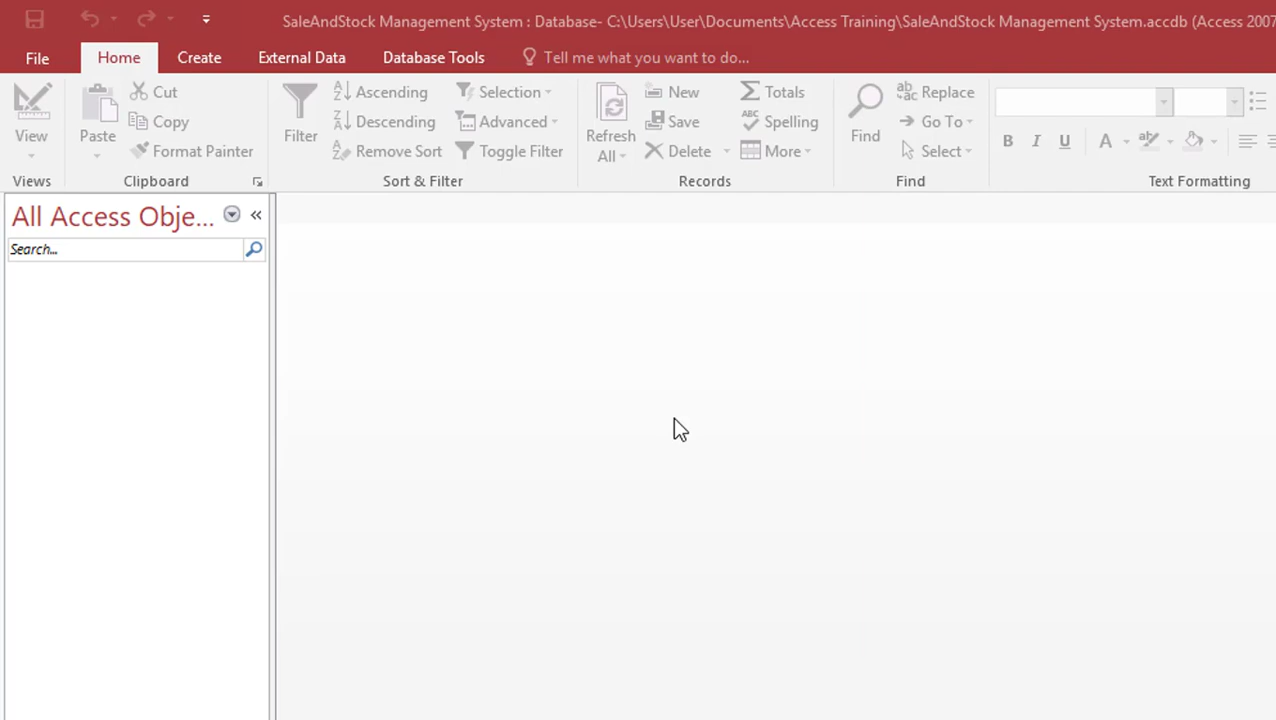 SaleAndStock Management System : Database- C:\Users\User\Documents\Access Training\SaleAndStock Management System.accdb (Access 2007
File Home Create External Data Database Tools Tell me what you want to do...
View
Paste
Cut
Copy
Format Painter
Filter
Ascending
Descending
Remove Sort
Selection
Advanced
Toggle Filter
Refresh
All
New
Save
Delete
Totals
Spelling
More
Find
Replace
Go To
Select
B I U A
Views Clipboard Sort & Filter Records Find Text Formatting
All Access Obje...
Search...